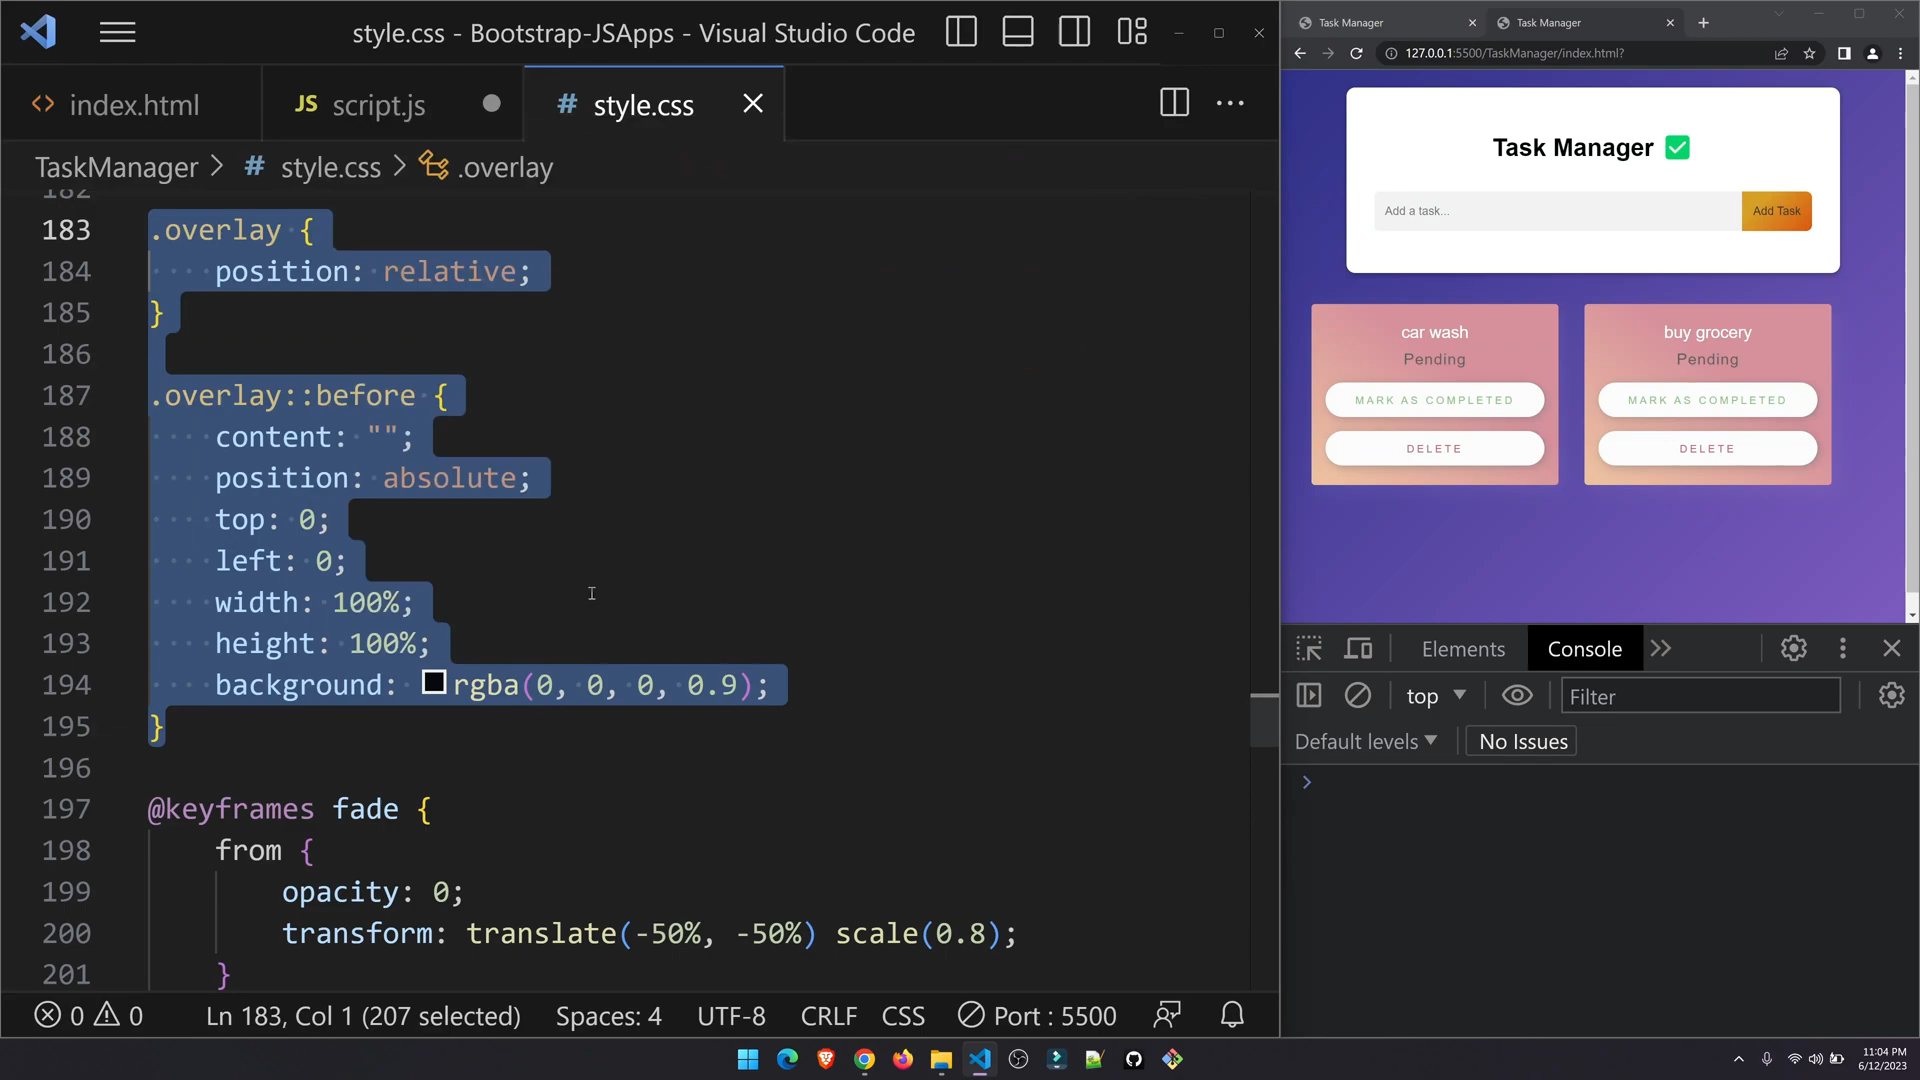 style.css - Bootstrap-JSApps - Visual Studio Code
index.html
JS script.js
# style.css
TaskManager > # style.css > .overlay
182
183 .overlay {
184 position: relative;
185 }
186
187 .overlay::before {
188 content: "";
189 position: absolute;
190 top: 0;
191 left: 0;
192 width: 100%;
193 height: 100%;
194 background: rgba(0, 0, 0, 0.9);
195 }
196
197 @keyframes fade {
198 from {
199 opacity: 0;
200 transform: translate(-50%, -50%) scale(0.8);
201 }
0 0 Ln 183, Col 1 (207 selected) Spaces: 4 UTF-8 CRLF CSS Port : 5500
Task Manager
Task Manager
127.0.0.1:5500/TaskManager/index.html?
Task Manager
Add a task...
Add Task
car wash
Pending
MARK AS COMPLETED
DELETE
buy grocery
Pending
MARK AS COMPLETED
DELETE
Elements
Console
top
Filter
Default levels
No Issues
11:04 PM
6/12/2023